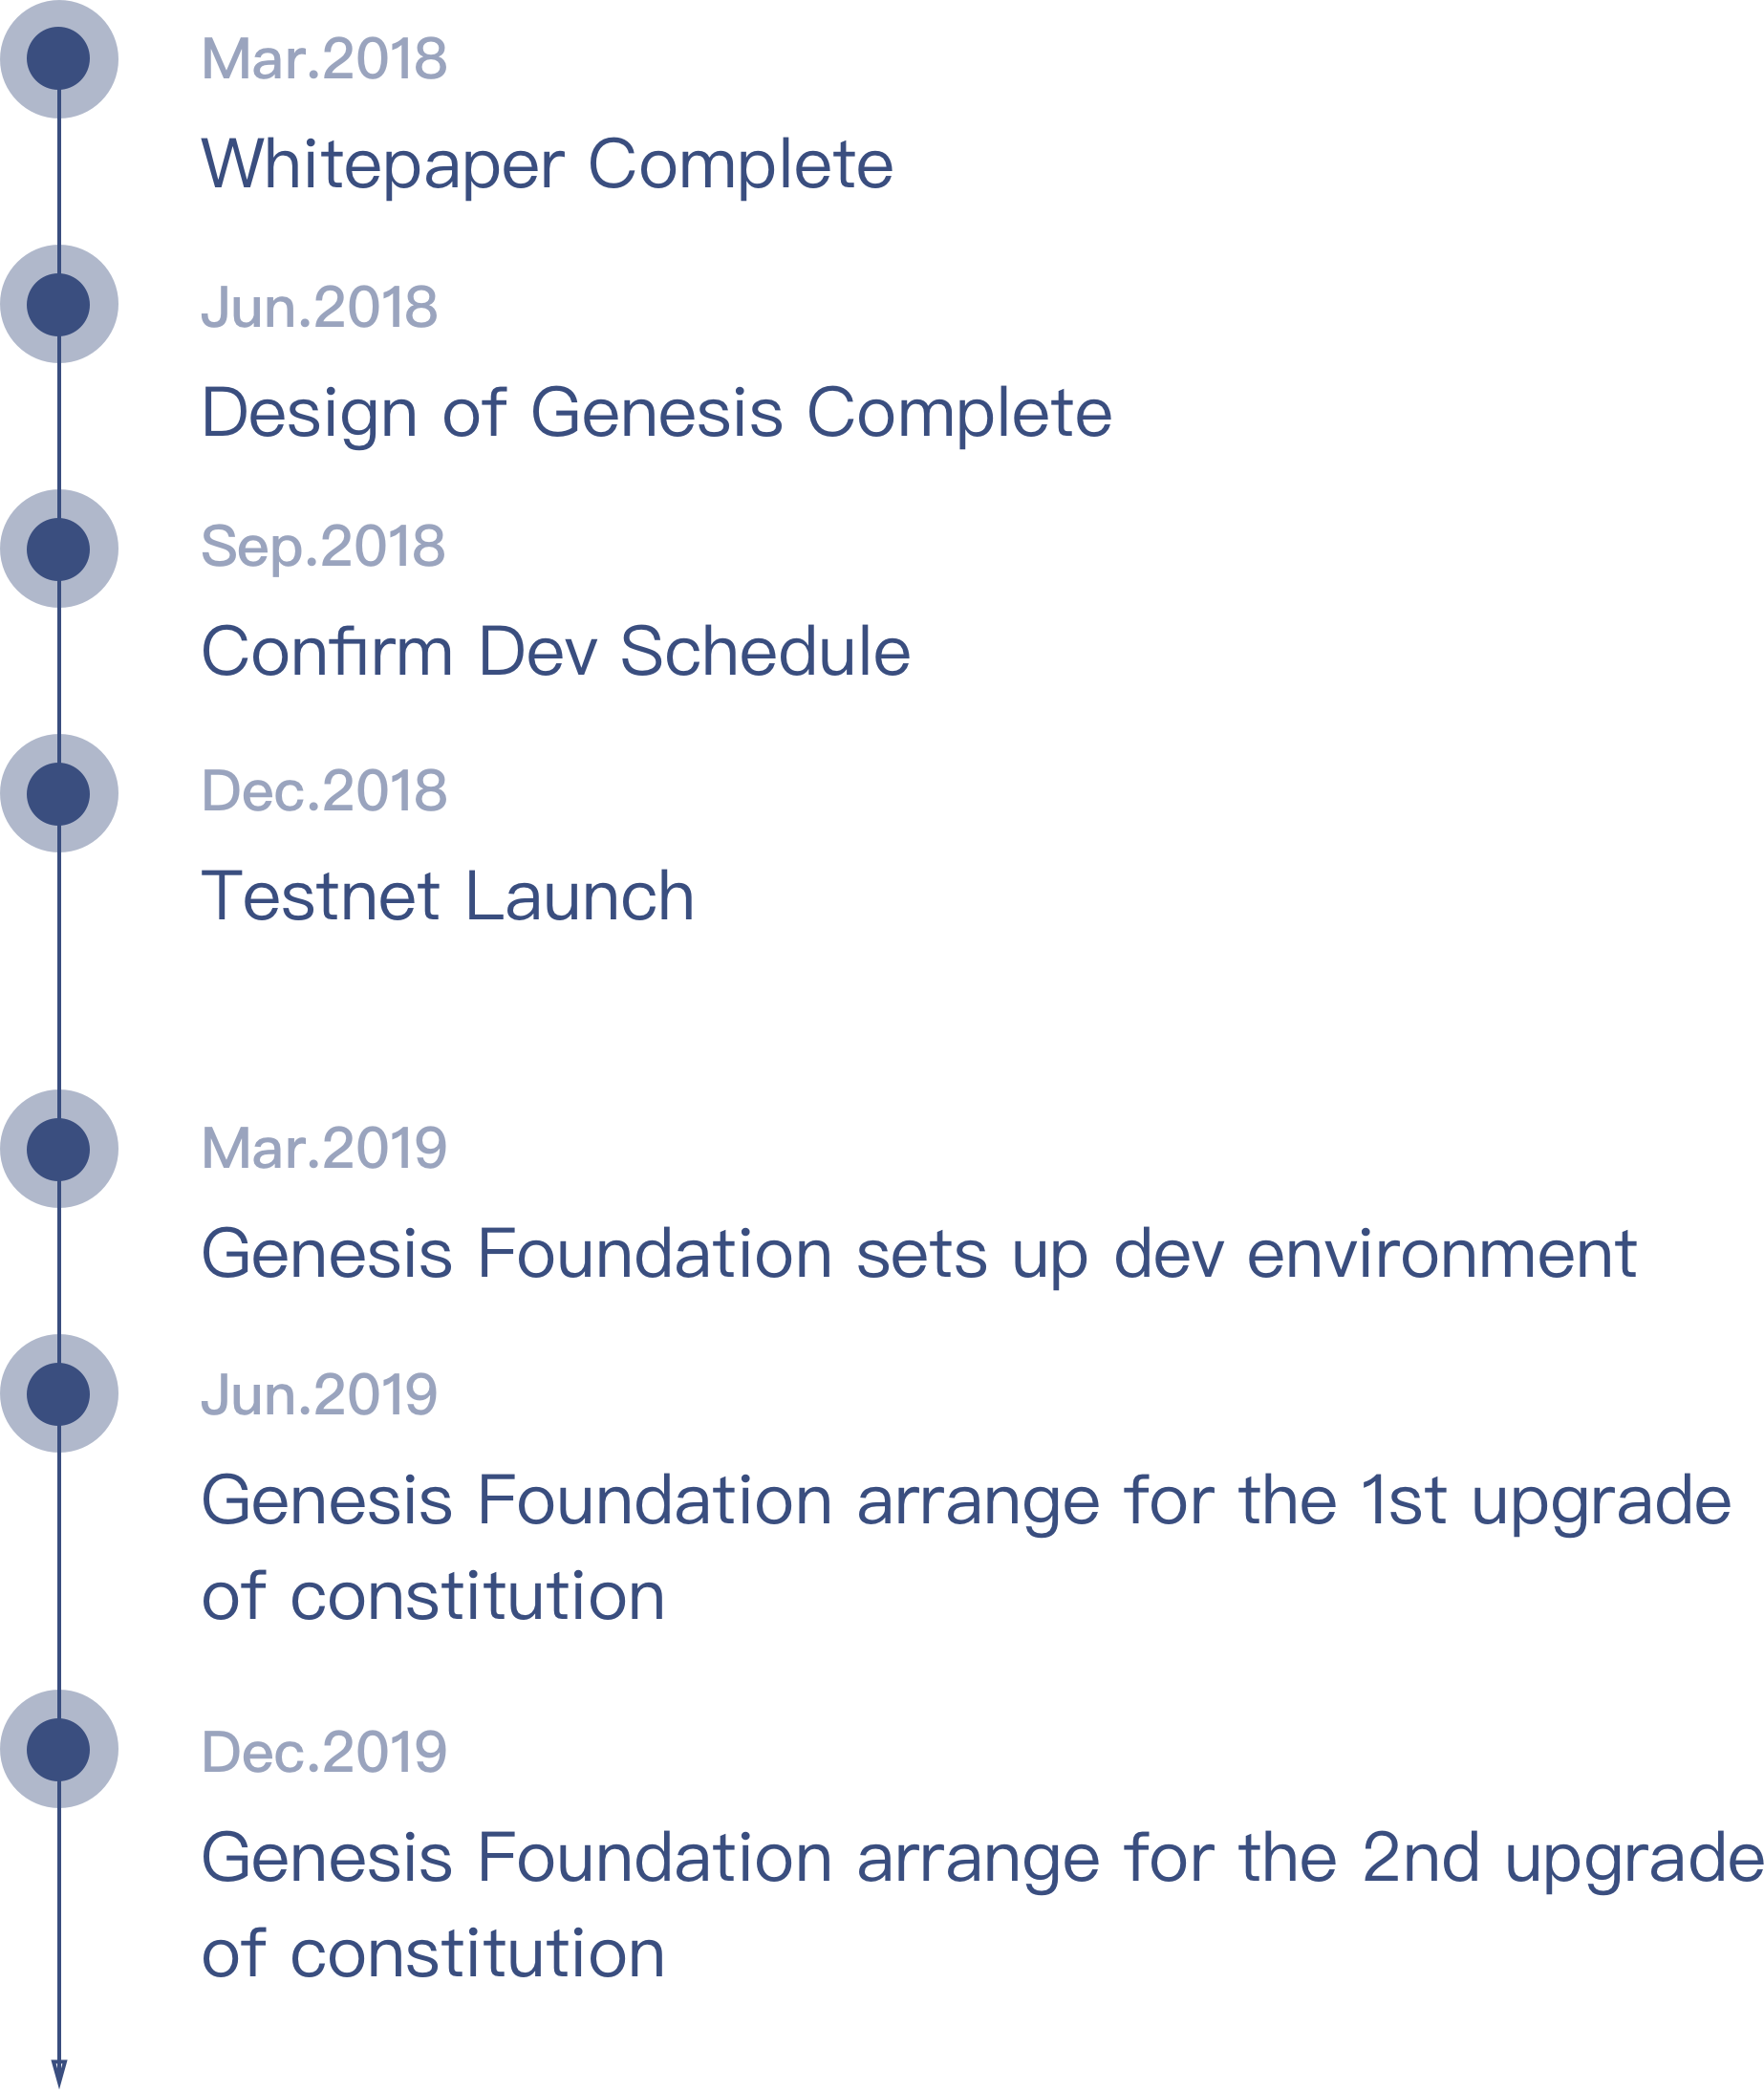 Mar.2018
Whitepaper Complete
Jun.2018
Design of Genesis Complete
Sep.2018
Confirm Dev Schedule
Dec.2018
Testnet Launch
Mar.2019
Genesis Foundation sets up dev environment
Jun.2019
Genesis Foundation arrange for the 1st upgrade
of constitution
Dec.2019
Genesis Foundation arrange for the 2nd upgrade
of constitution